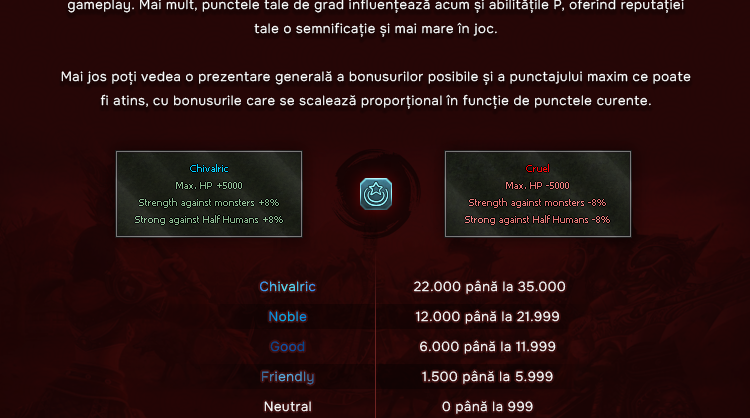 gameplay. Mai mult, punctele tale de grad influențează acum și abilitățile P, oferind reputației
tale o semnificație și mai mare în joc.
Mai jos poți vedea o prezentare generală a bonusurilor posibile și a punctajului maxim ce poate
fi atins, cu bonusurile care se scalează proporțional în funcție de punctele curente.
Chivalric
Max. HP +5000
Strength against monsters +8%
Strong against Half Humans +8%
Cruel
Max. HP -5000
Strength against monsters -8%
Strong against Half Humans -8%
Chivalric 22.000 până la 35.000
Noble 12.000 până la 21.999
Good 6.000 până la 11.999
Friendly 1.500 până la 5.999
Neutral 0 până la 999